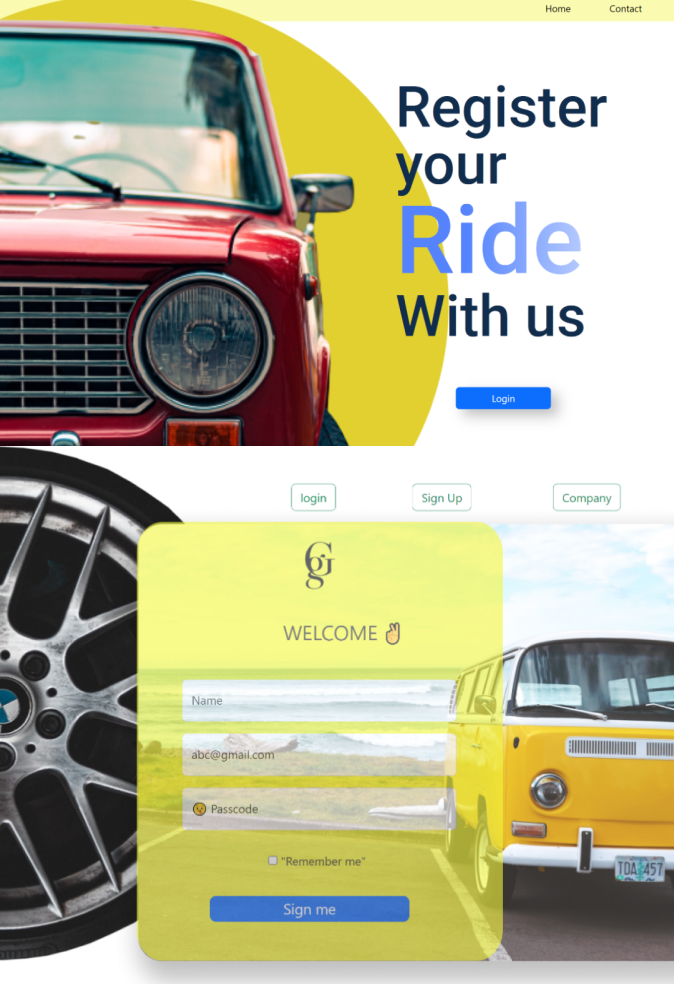 Home Contact
Register
your
Ride
With us
Login
login Sign Up Company
GG
WELCOME ✌
Name
abc@gmail.com
😯 Passcode
"Remember me"
Sign me
TDA 457